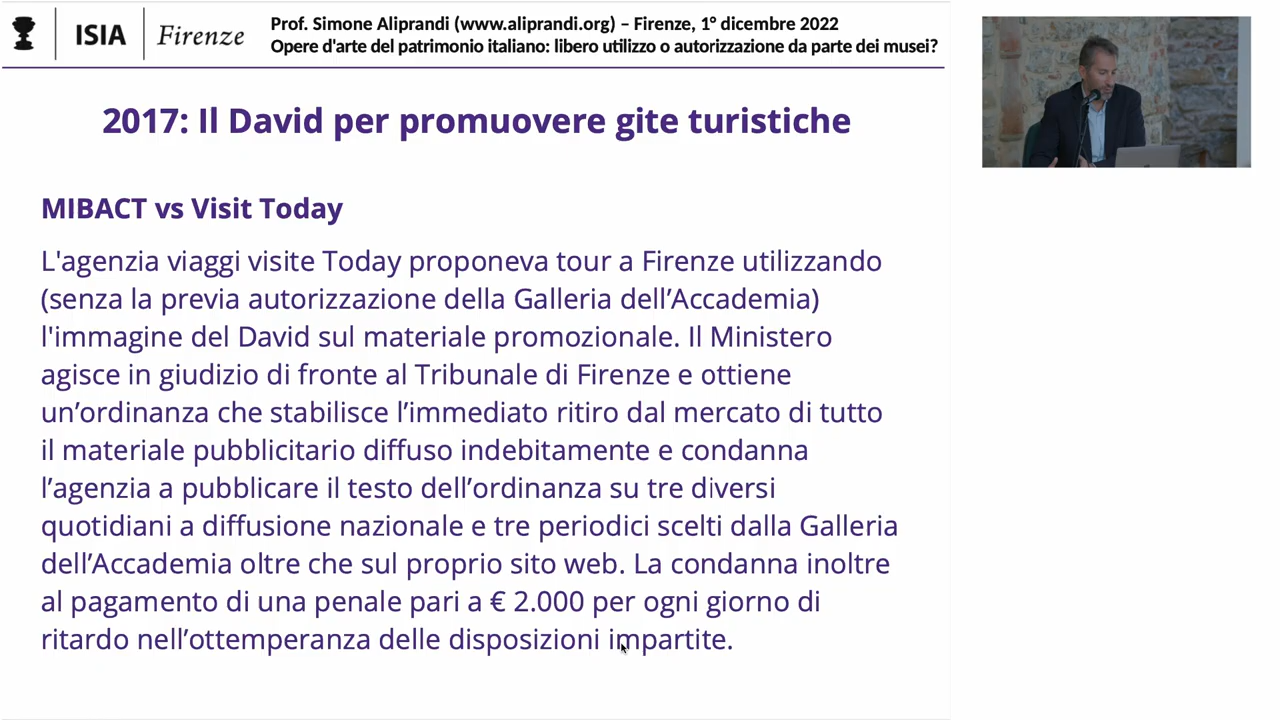 ISIA Firenze
Prof. Simone Aliprandi (www.aliprandi.org) – Firenze, 1° dicembre 2022
Opere d'arte del patrimonio italiano: libero utilizzo o autorizzazione da parte dei musei?
2017: Il David per promuovere gite turistiche
MIBACT vs Visit Today
L'agenzia viaggi visite Today proponeva tour a Firenze utilizzando
(senza la previa autorizzazione della Galleria dell’Accademia)
l'immagine del David sul materiale promozionale. Il Ministero
agisce in giudizio di fronte al Tribunale di Firenze e ottiene
un’ordinanza che stabilisce l’immediato ritiro dal mercato di tutto
il materiale pubblicitario diffuso indebitamente e condanna
l’agenzia a pubblicare il testo dell’ordinanza su tre diversi
quotidiani a diffusione nazionale e tre periodici scelti dalla Galleria
dell’Accademia oltre che sul proprio sito web. La condanna inoltre
al pagamento di una penale pari a € 2.000 per ogni giorno di
ritardo nell’ottemperanza delle disposizioni impartite.